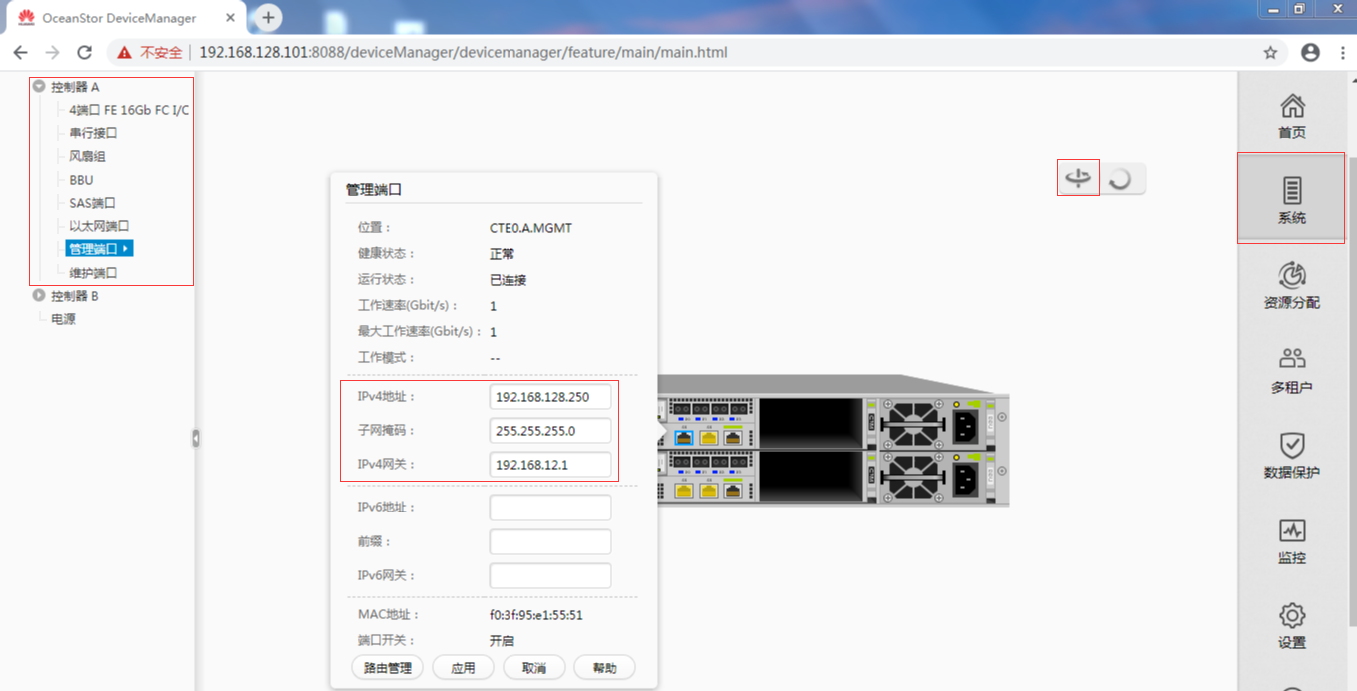 OceanStor DeviceManager
不安全 192.168.128.101:8088/deviceManager/devicemanager/feature/main/main.html
控制器 A
4端口 FE 16Gb FC I/C
串行接口
风扇组
BBU
SAS端口
以太网端口
管理端口
维护端口
控制器 B
电源
管理端口
位置： CTE0.A.MGMT
健康状态： 正常
运行状态： 已连接
工作速率(Gbit/s)： 1
最大工作速率(Gbit/s)： 1
工作模式： --
IPv4地址： 192.168.128.250
子网掩码： 255.255.255.0
IPv4网关： 192.168.12.1
IPv6地址：
前缀：
IPv6网关：
MAC地址： f0:3f:95:e1:55:51
端口开关： 开启
路由管理 应用 取消 帮助
首页
系统
资源分配
多租户
数据保护
监控
设置